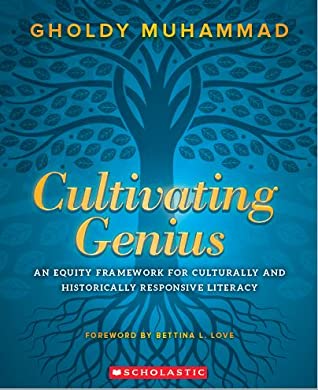 GHOLDY MUHAMMAD
Cultivating
Genius
AN EQUITY FRAMEWORK FOR CULTURALLY AND
HISTORICALLY RESPONSIVE LITERACY
FOREWORD BY BETTINA L. LOVE
SCHOLASTIC